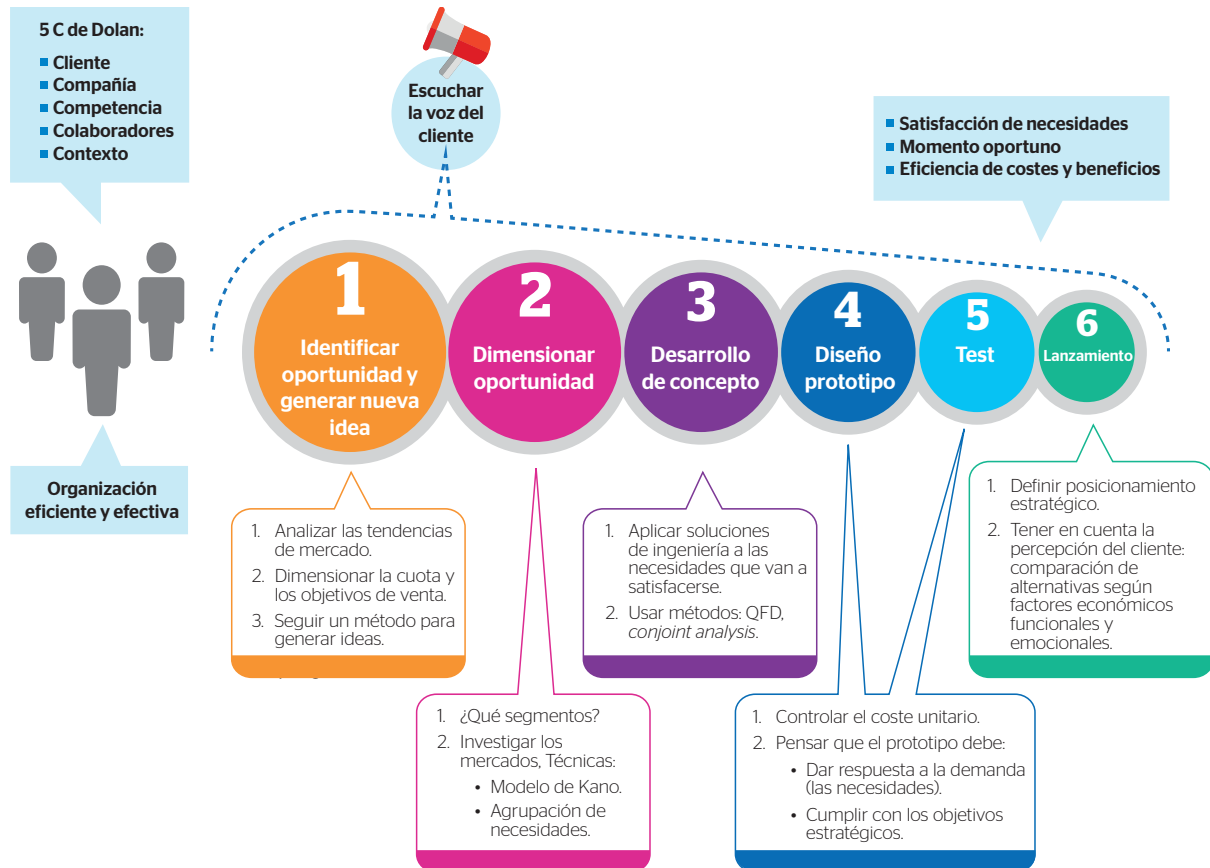 5 C de Dolan:
Cliente
Compañía
Competencia
Colaboradores
Contexto
Escuchar
la voz del
cliente
Satisfacción de necesidades
Momento oportuno
Eficiencia de costes y beneficios
Organización
eficiente y efectiva
1
Identificar
oportunidad y
generar nueva
idea
2
Dimensionar
oportunidad
3
Desarrollo
de concepto
4
Diseño
prototipo
5
Test
6
Lanzamiento
1. Analizar las tendencias
de mercado.
2. Dimensionar la cuota y
los objetivos de venta.
3. Seguir un método para
generar ideas.
1. ¿Qué segmentos?
2. Investigar los
mercados, Técnicas:
• Modelo de Kano.
• Agrupación de
necesidades.
1. Aplicar soluciones
de ingeniería a las
necesidades que van a
satisfacerse.
2. Usar métodos: QFD,
conjoint analysis.
1. Controlar el coste unitario.
2. Pensar que el prototipo debe:
• Dar respuesta a la demanda
(las necesidades).
• Cumplir con los objetivos
estratégicos.
1. Definir posicionamiento
estratégico.
2. Tener en cuenta la
percepción del cliente:
comparación de
alternativas según
factores económicos
funcionales y
emocionales.